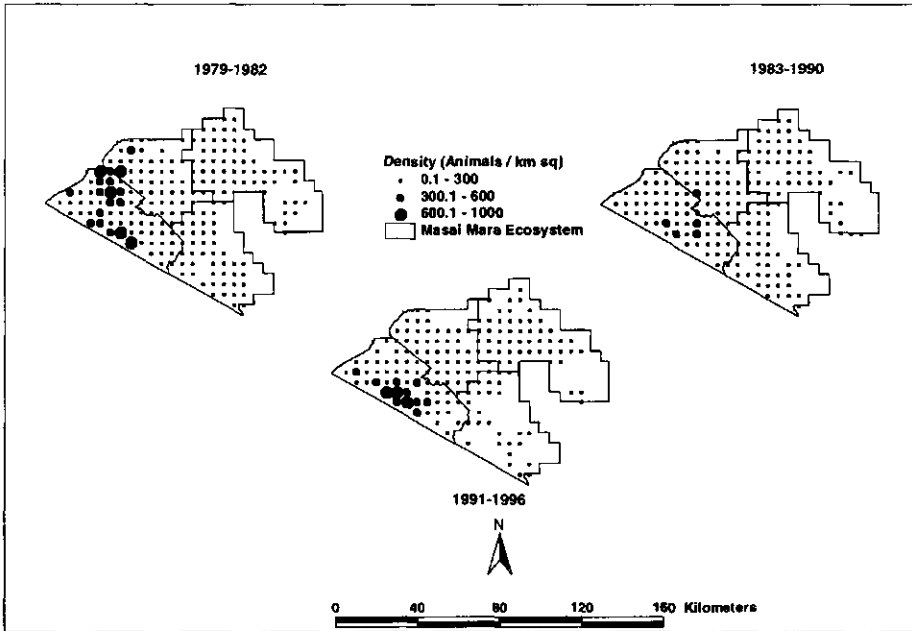 1979-1982
1983-1990
Density (Animals / km sq)
0.1 - 300
300.1 - 600
600.1 - 1000
Masai Mara Ecosystem
1991-1996
N
0 40 80 120 160 Kilometers